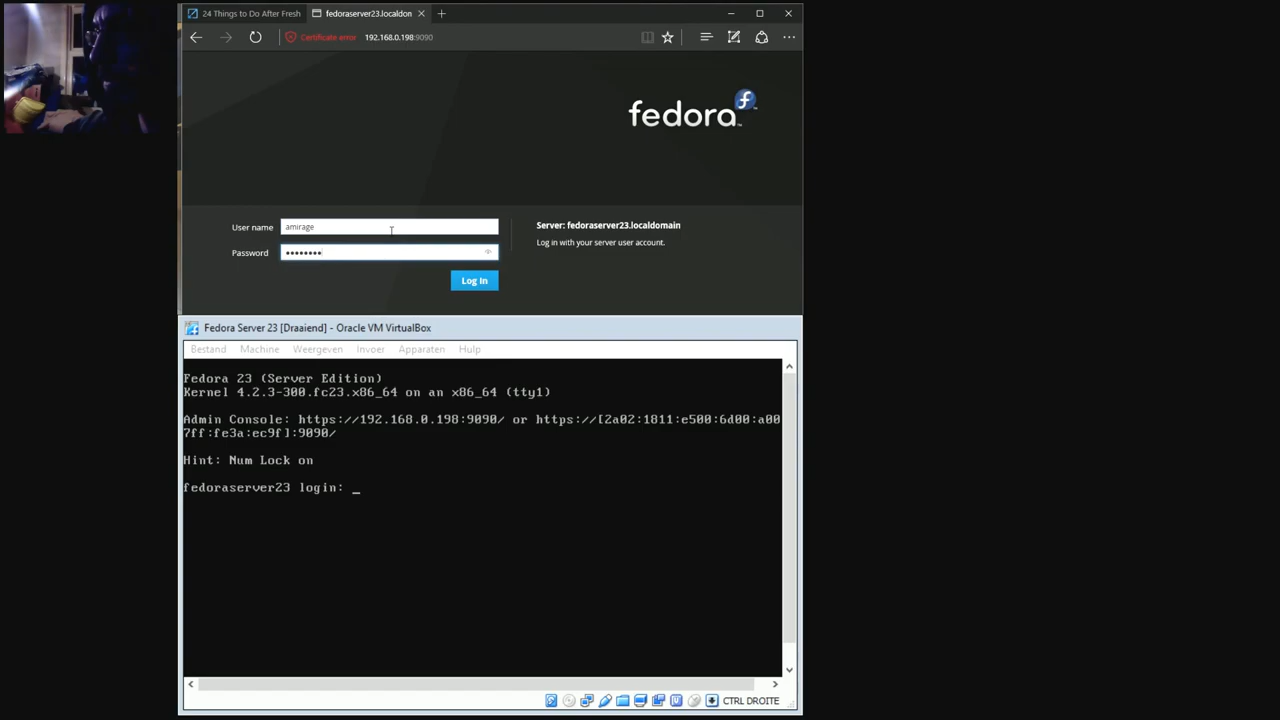 24 Things to Do After Fresh
fedoraserver23.localdon
Certificate error
192.168.0.198:9090
fedora
User name
amirage
Password
••••••••
Log In
Server: fedoraserver23.localdomain
Log in with your server user account.
Fedora Server 23 [Draaiend] - Oracle VM VirtualBox
Bestand Machine Weergeven Invoer Apparaten Hulp
Fedora 23 (Server Edition)
Kernel 4.2.3-300.fc23.x86_64 on an x86_64 (tty1)
Admin Console: https://192.168.0.198:9090/ or https://[2a02:1811:e500:6d00:a00
7ff:fe3a:ec9f]:9090/
Hint: Num Lock on
fedoraserver23 login: _
CTRL DROITE